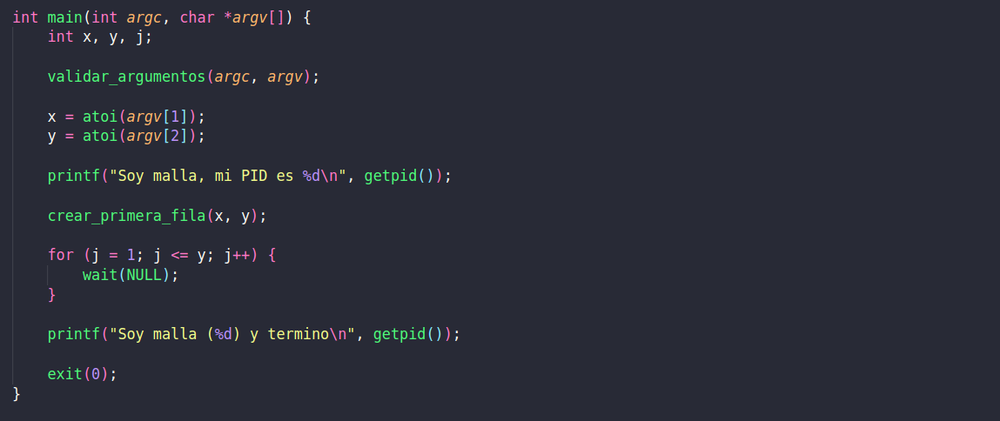 int main(int argc, char *argv[]) {
    int x, y, j;

    validar_argumentos(argc, argv);

    x = atoi(argv[1]);
    y = atoi(argv[2]);

    printf("Soy malla, mi PID es %d\n", getpid());

    crear_primera_fila(x, y);

    for (j = 1; j <= y; j++) {
        wait(NULL);
    }

    printf("Soy malla (%d) y termino\n", getpid());

    exit(0);
}